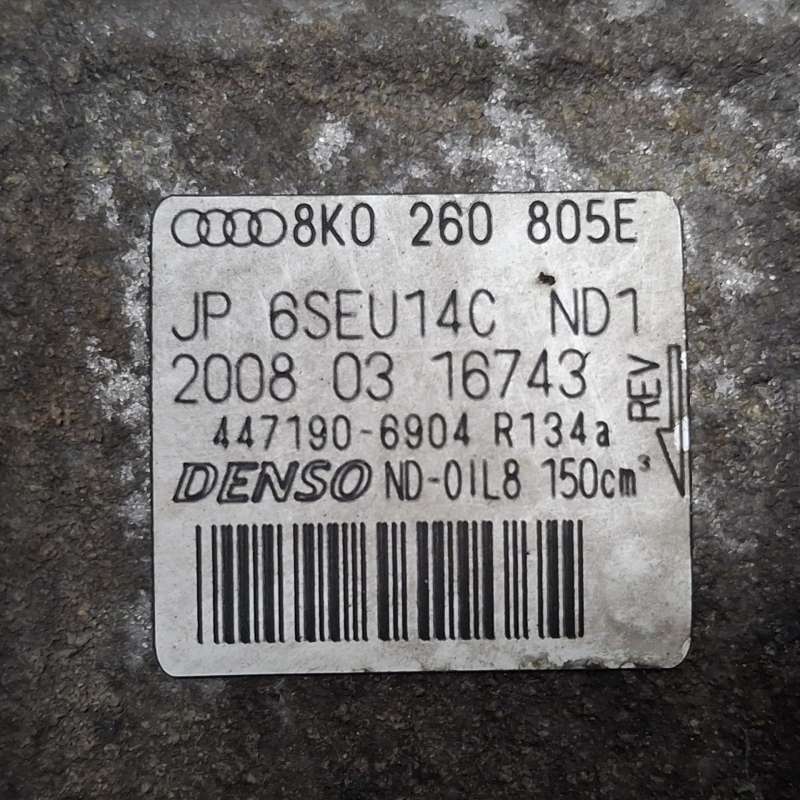 8K0 260 805E
JP 6SEU14C ND1
2008 03 16743
REV
447190-6904 R134a
DENSO ND-OIL8 150cm³